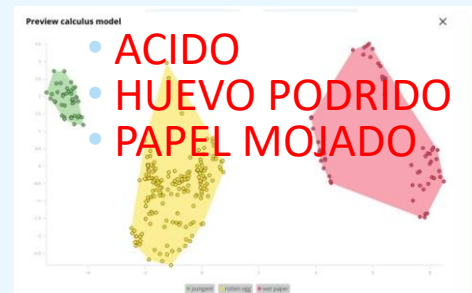 Preview calculus model
• ACIDO
• HUEVO PODRIDO
• PAPEL MOJADO
pungent rotten egg wet paper